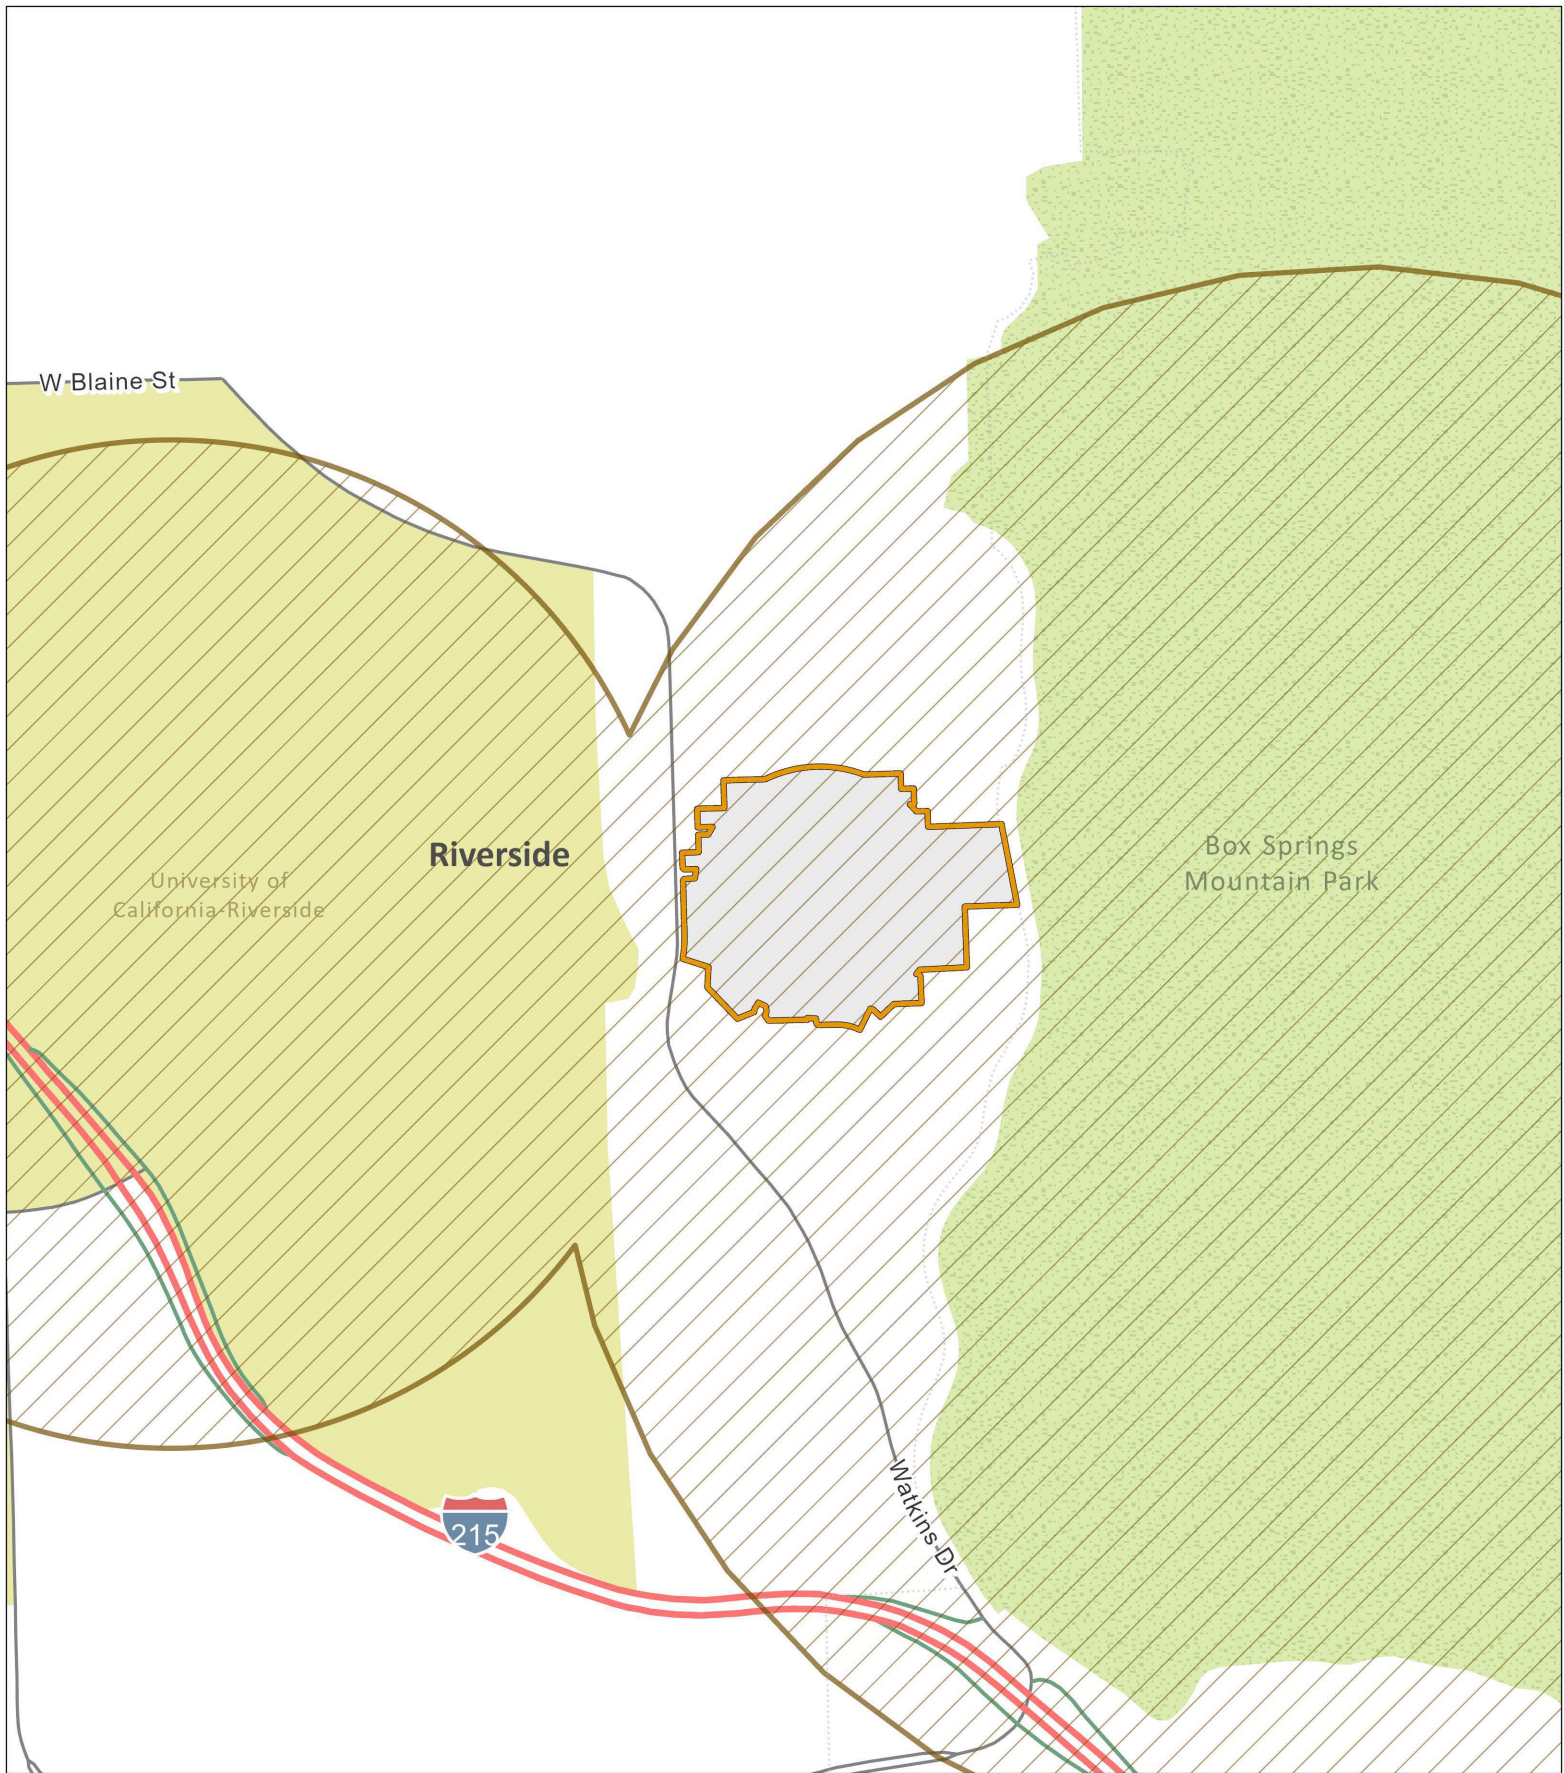 W Blaine St
Riverside
University of
California-Riverside
Box Springs
Mountain Park
Watkins Dr
215